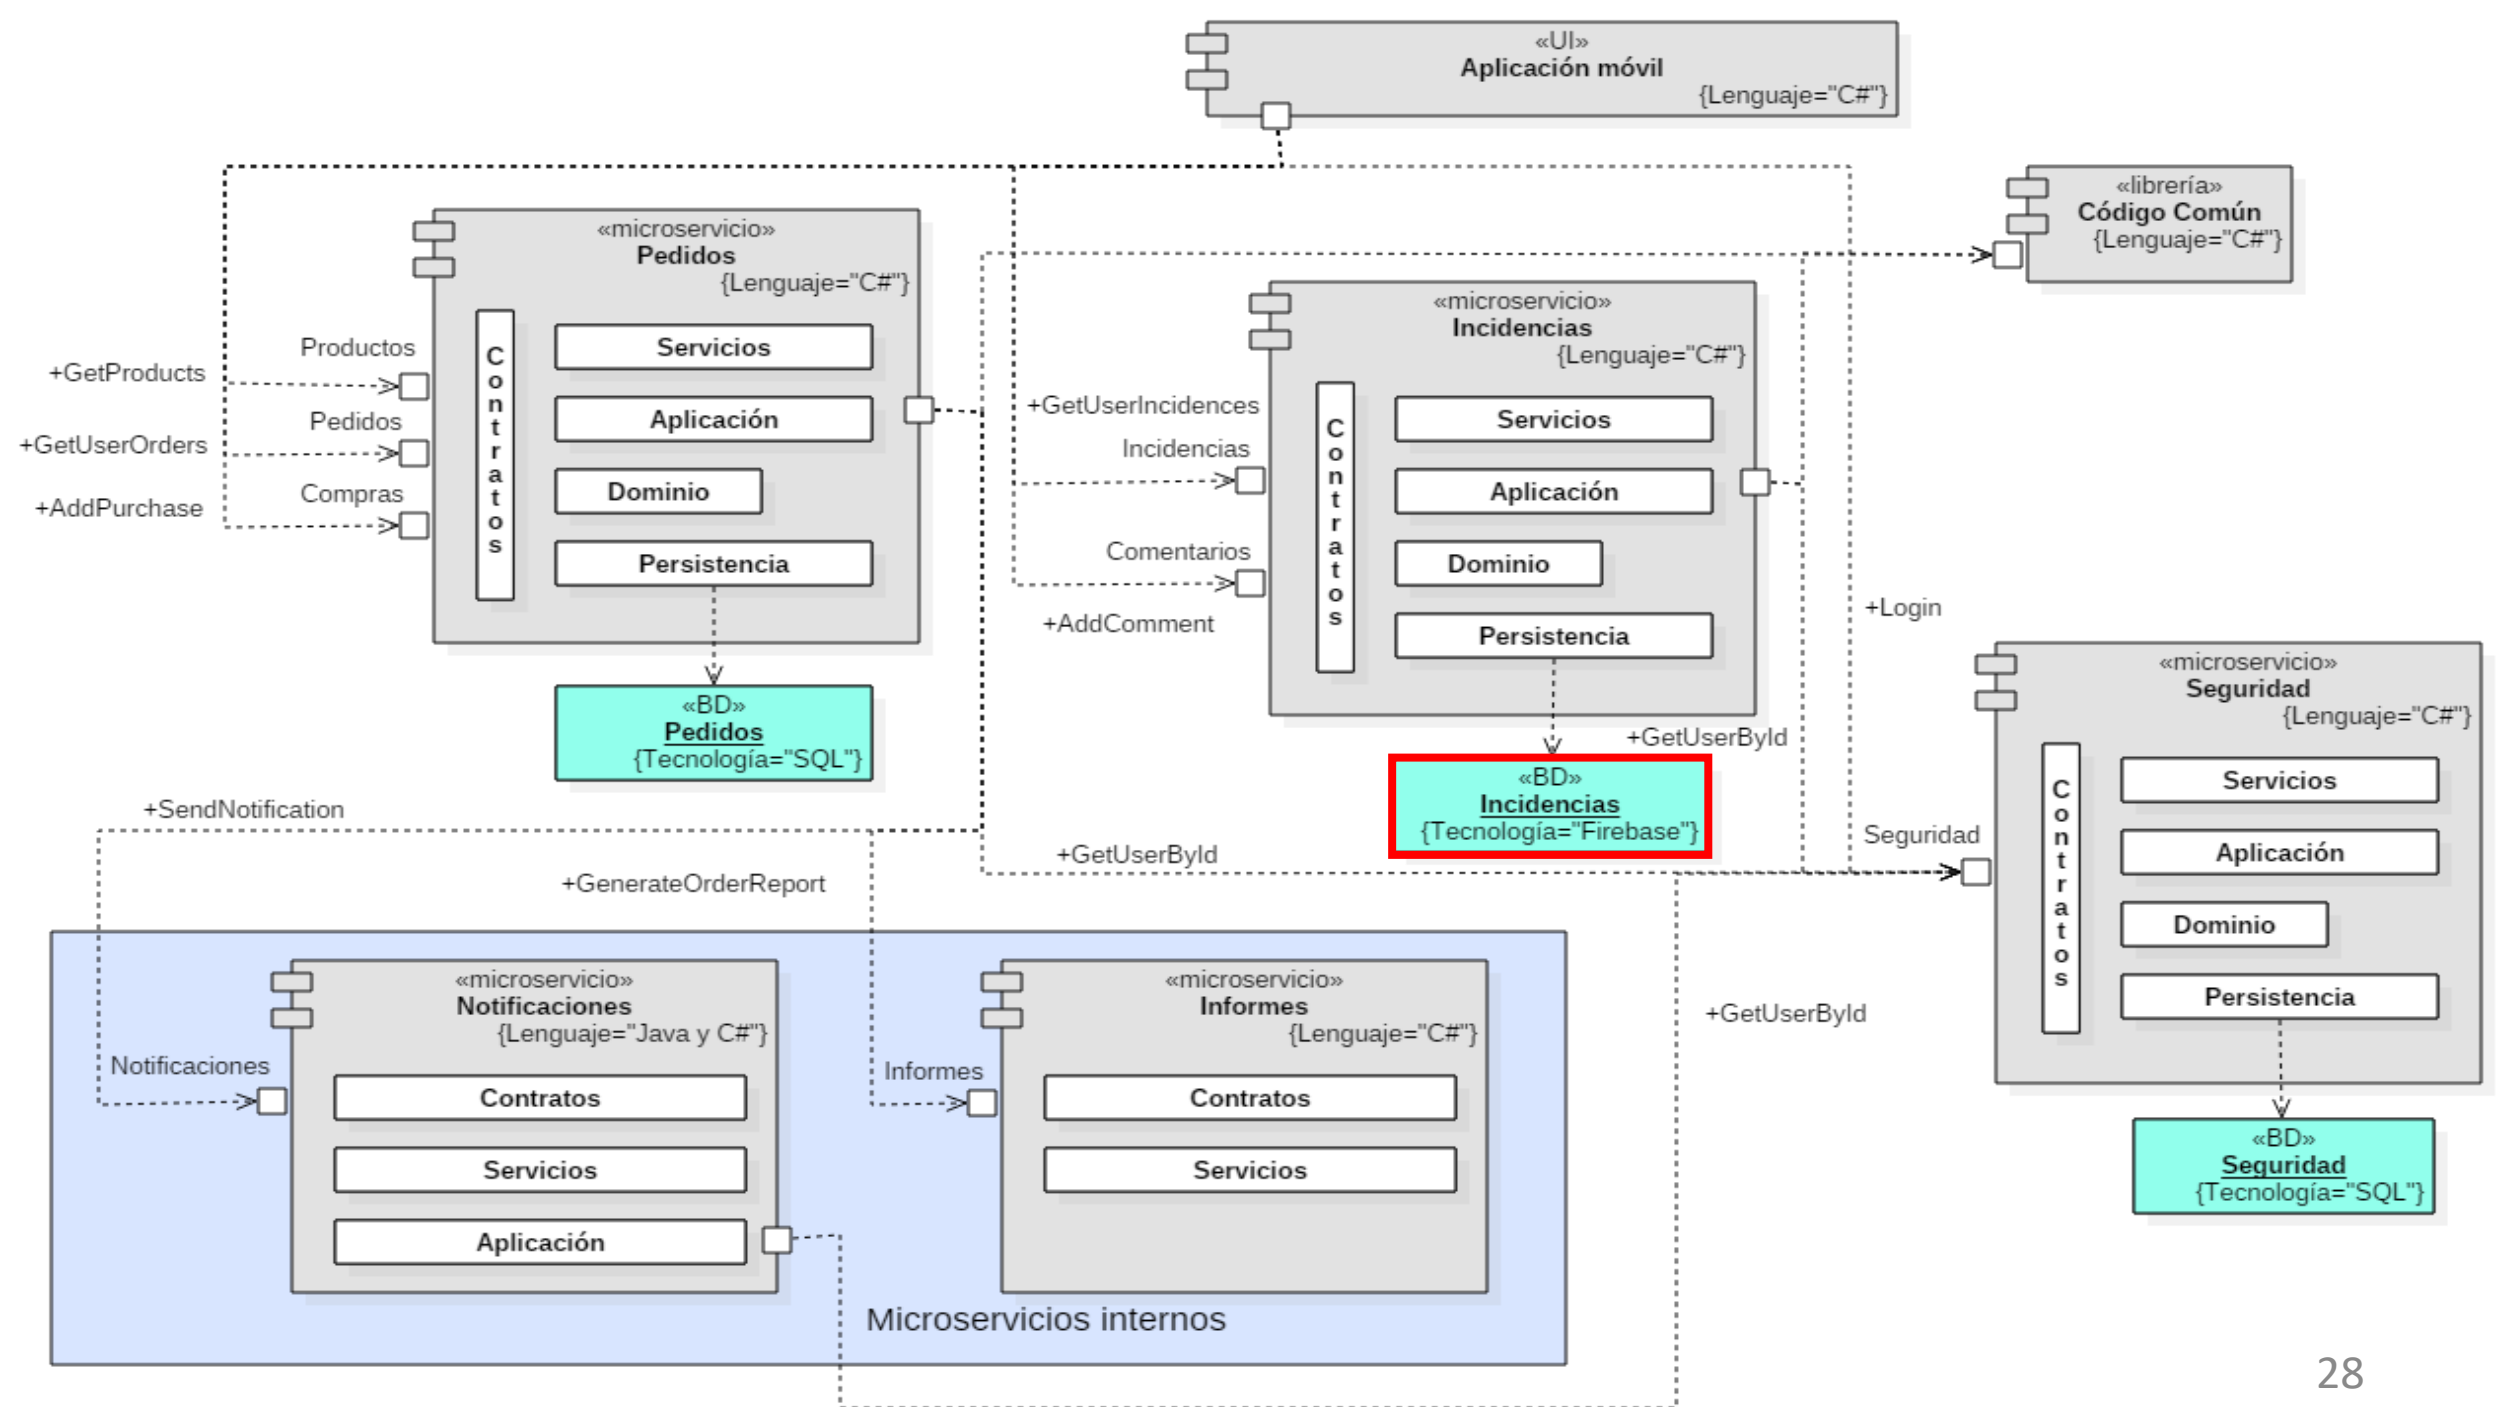 «UI»
Aplicación móvil
{Lenguaje="C#"}
«librería»
Código Común
{Lenguaje="C#"}
«microservicio»
Pedidos
{Lenguaje="C#"}
Contratos
Servicios
Aplicación
Dominio
Persistencia
Productos
+GetProducts
Pedidos
+GetUserOrders
Compras
+AddPurchase
«BD»
Pedidos
{Tecnología="SQL"}
«microservicio»
Incidencias
{Lenguaje="C#"}
Contratos
Servicios
Aplicación
Dominio
Persistencia
+GetUserIncidences
Incidencias
Comentarios
+AddComment
+GetUserById
«BD»
Incidencias
{Tecnología="Firebase"}
+Login
«microservicio»
Seguridad
{Lenguaje="C#"}
Contratos
Servicios
Aplicación
Dominio
Persistencia
Seguridad
«BD»
Seguridad
{Tecnología="SQL"}
+SendNotification
+GetUserById
+GenerateOrderReport
«microservicio»
Notificaciones
{Lenguaje="Java y C#"}
Notificaciones
Contratos
Servicios
Aplicación
«microservicio»
Informes
{Lenguaje="C#"}
Informes
Contratos
Servicios
+GetUserById
Microservicios internos
28